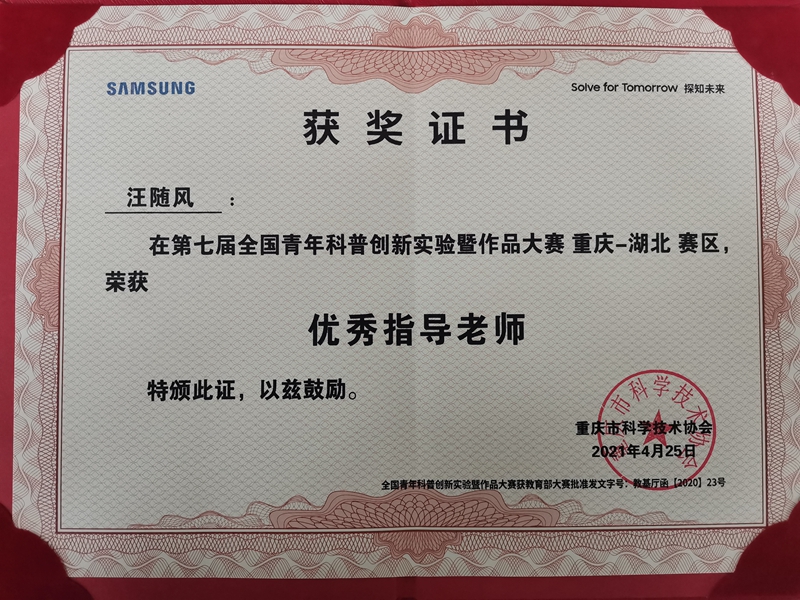 SAMSUNG
Solve for Tomorrow 探知未来
获奖证书
汪随风 ：
在第七届全国青年科普创新实验暨作品大赛 重庆-湖北 赛区，
荣获
优秀指导老师
特颁此证，以兹鼓励。
重庆市科学技术协会
重庆市科学技术协会
2021年4月25日
全国青年科普创新实验暨作品大赛获教育部大赛批准发文字号：教基厅函【2020】23号